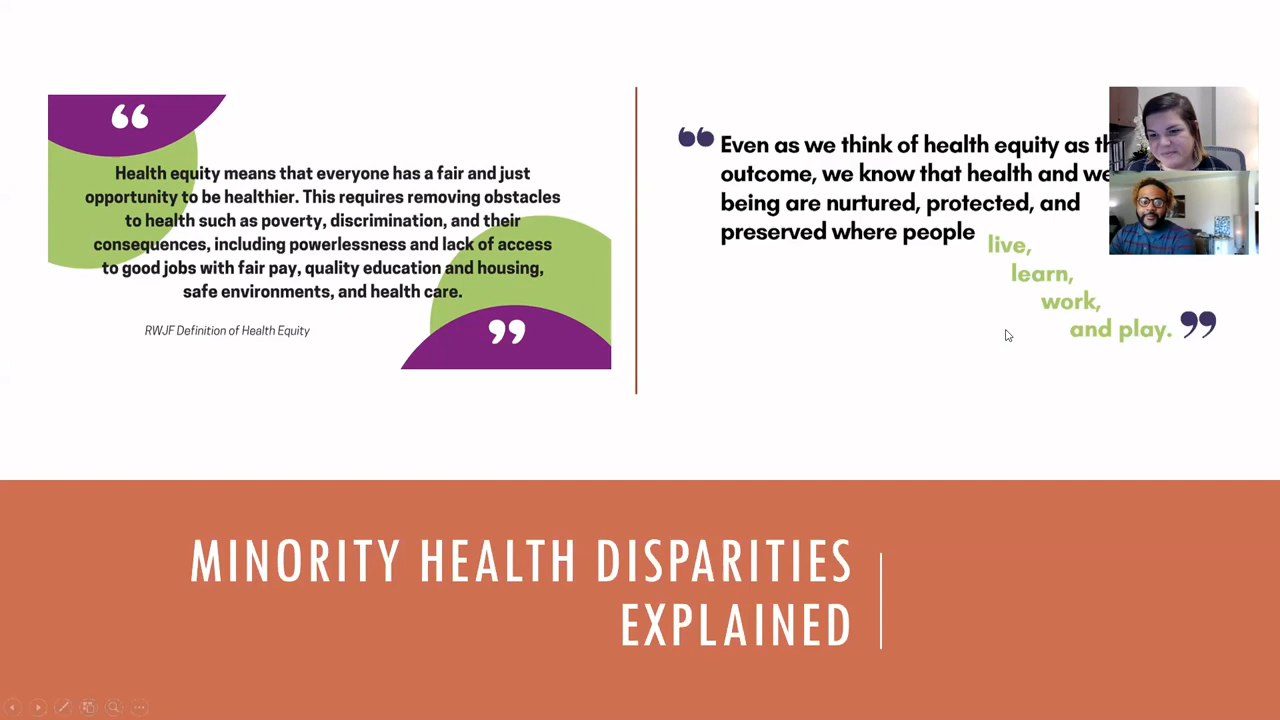 Health equity means that everyone has a fair and just
opportunity to be healthier. This requires removing obstacles
to health such as poverty, discrimination, and their
consequences, including powerlessness and lack of access
to good jobs with fair pay, quality education and housing,
safe environments, and health care.
RWJF Definition of Health Equity
Even as we think of health equity as
outcome, we know that health and
being are nurtured, protected, and
preserved where people
live,
learn,
work,
and play.
MINORITY HEALTH DISPARITIES
EXPLAINED